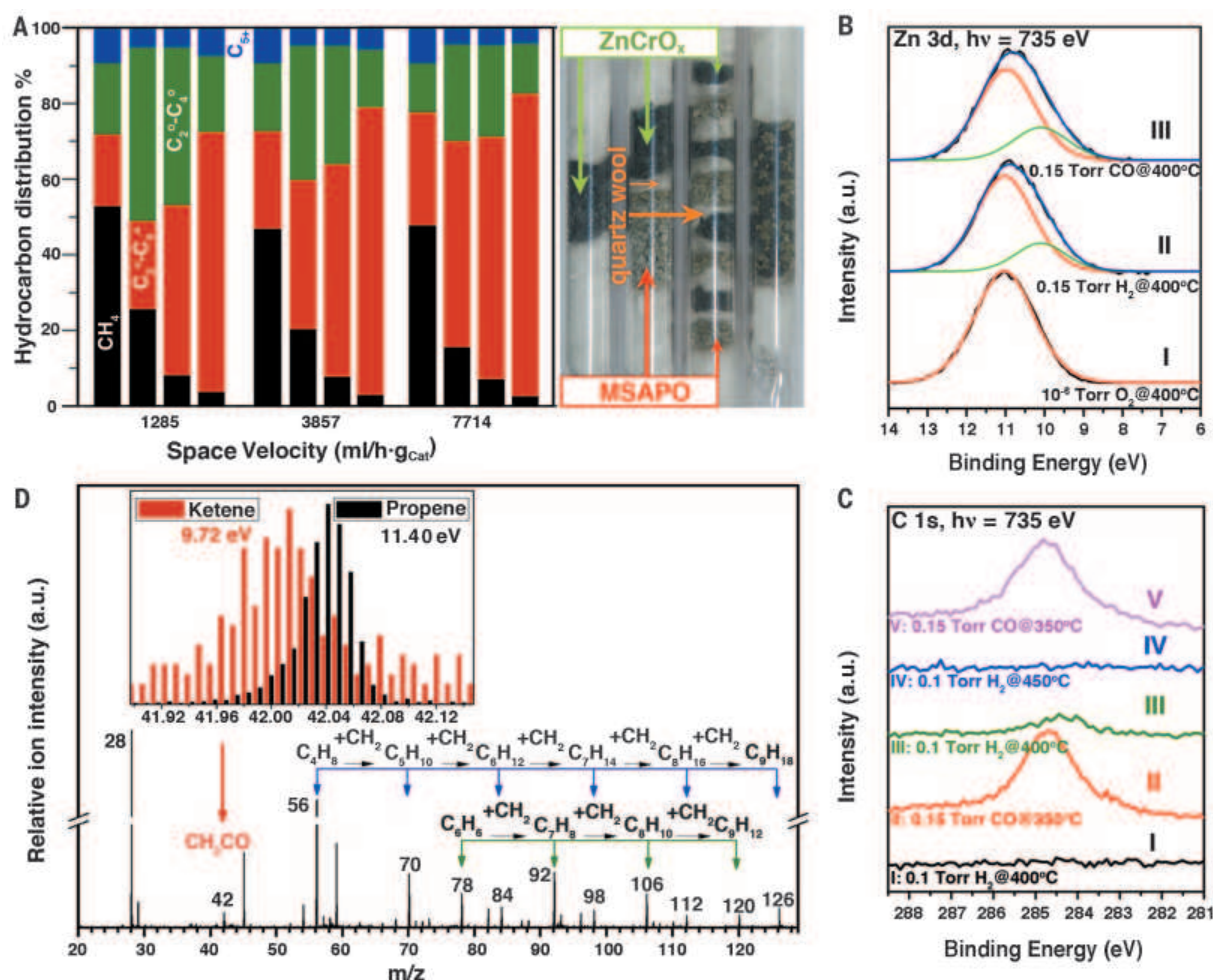 A
Hydrocarbon distribution %
100
80
60
40
20
0
CH₄
C₂⁼-C₄⁼
C₂⁰-C₄⁰
C₅₊
1285
3857
7714
Space Velocity (ml/h·g_Cat)
ZnCrOₓ
quartz wool
MSAPO
B
Zn 3d, hν = 735 eV
III
0.15 Torr CO@400°C
II
0.15 Torr H₂@400°C
I
10⁻⁶ Torr O₂@400°C
Intensity (a.u.)
14 13 12 11 10 9 8 7 6
Binding Energy (eV)
C
C 1s, hν = 735 eV
V
V: 0.15 Torr CO@350°C
IV
IV: 0.1 Torr H₂@450°C
III
III: 0.1 Torr H₂@400°C
II
II: 0.15 Torr CO@350°C
I
I: 0.1 Torr H₂@400°C
Intensity (a.u.)
288 287 286 285 284 283 282 281
Binding Energy (eV)
D
Relative ion intensity (a.u.)
Ketene
9.72 eV
Propene
11.40 eV
41.92 41.96 42.00 42.04 42.08 42.12
28
+CH₂ +CH₂ +CH₂ +CH₂ +CH₂
C₄H₈ C₅H₁₀ C₆H₁₂ C₇H₁₄ C₈H₁₆ C₉H₁₈
56
+CH₂ +CH₂ +CH₂
C₆H₆ C₇H₈ C₈H₁₀ C₉H₁₂
CH₂CO
42
70
78
84
92
98
106
112
120
126
20 30 40 50 60 70 80 90 100 110 120
m/z